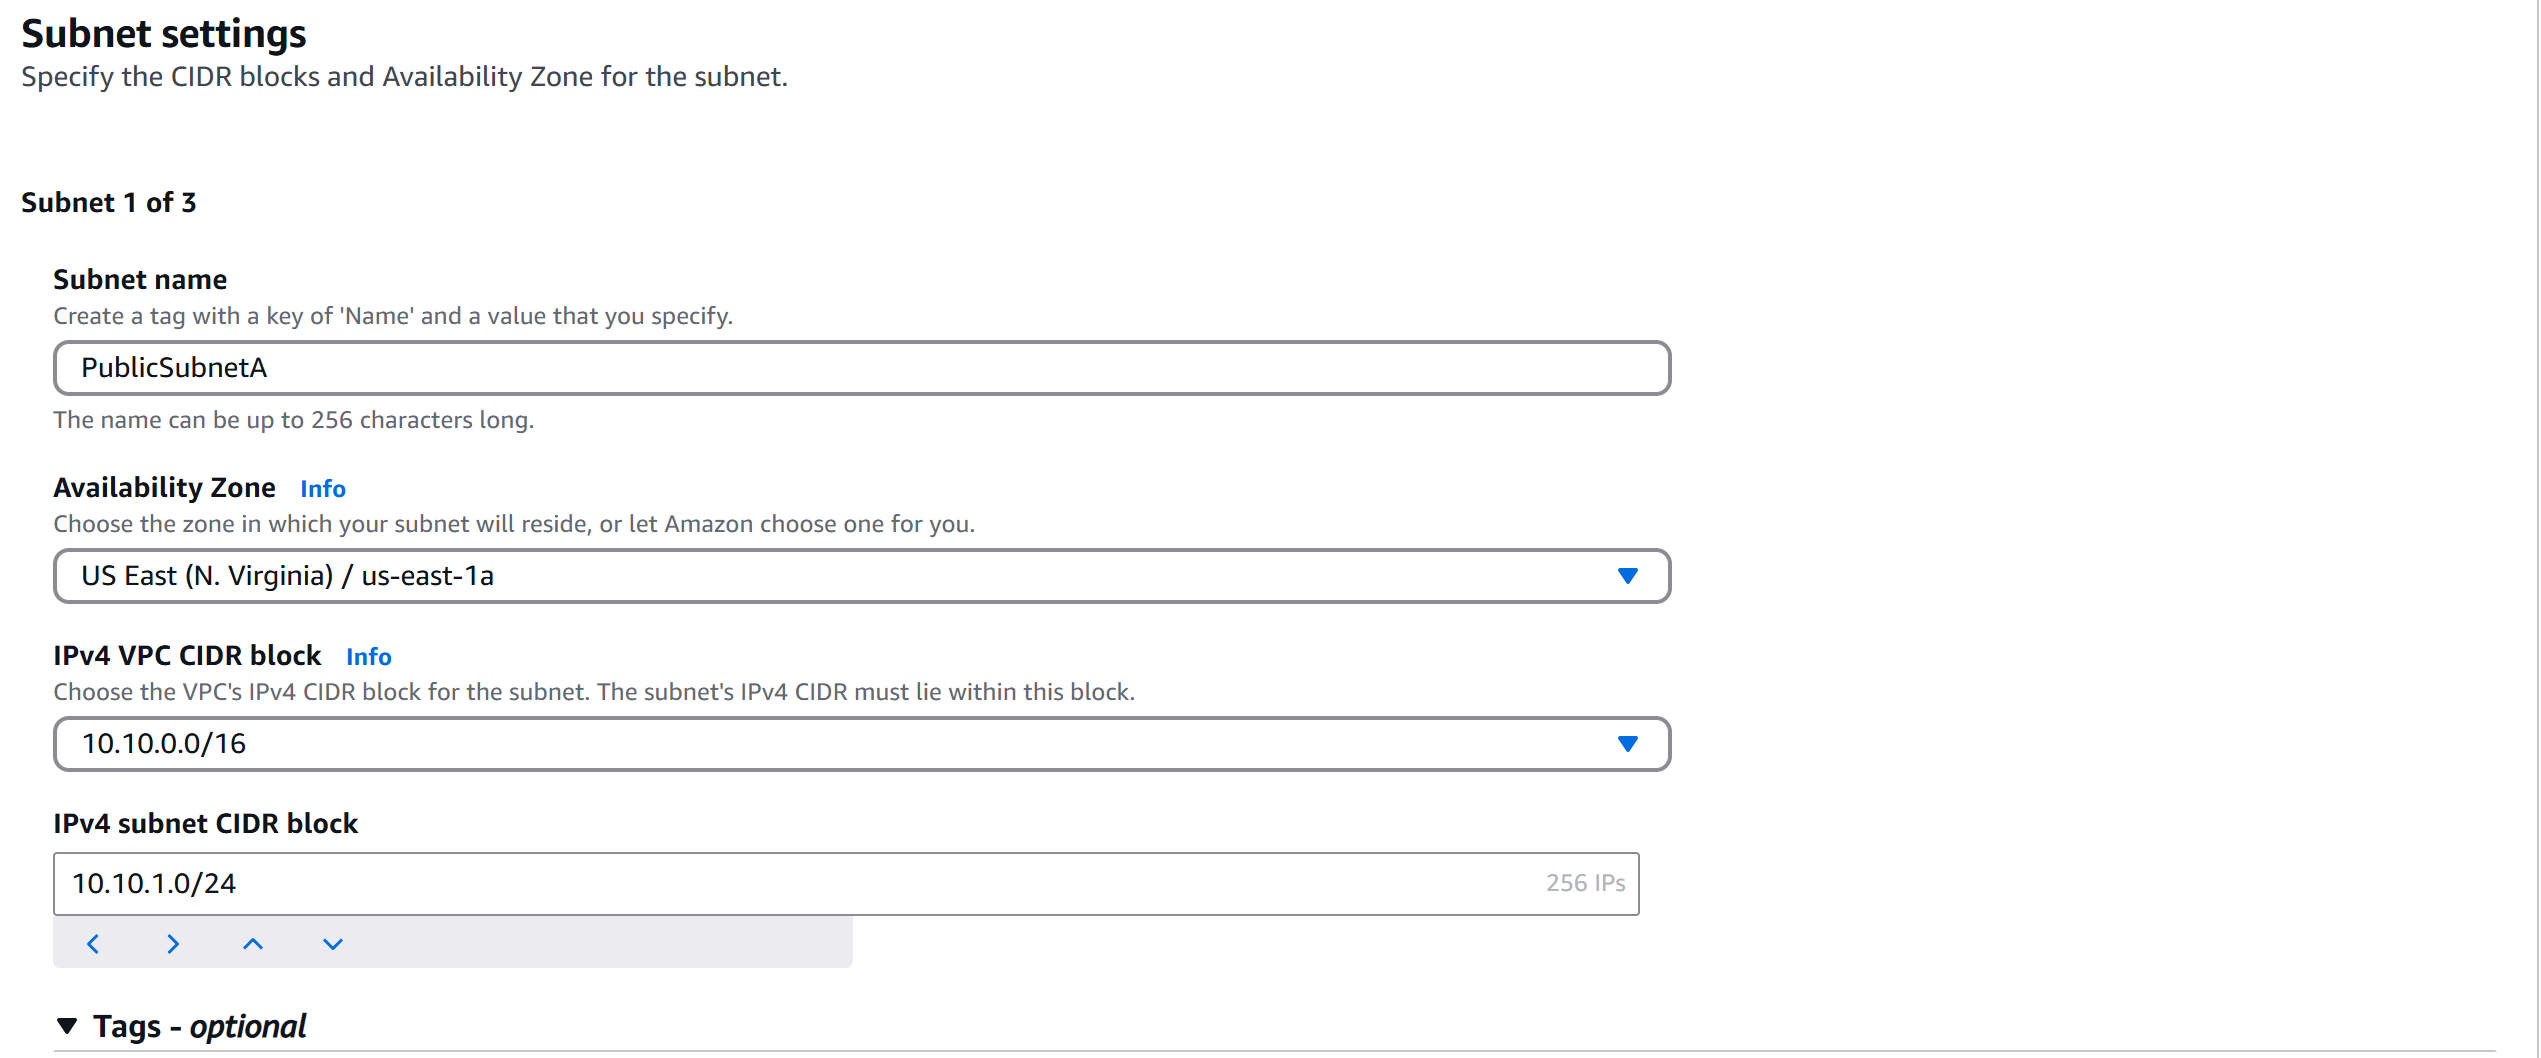 Subnet settings
Specify the CIDR blocks and Availability Zone for the subnet.
Subnet 1 of 3
Subnet name
Create a tag with a key of 'Name' and a value that you specify.
PublicSubnetA
The name can be up to 256 characters long.
Availability Zone Info
Choose the zone in which your subnet will reside, or let Amazon choose one for you.
US East (N. Virginia) / us-east-1a
IPv4 VPC CIDR block Info
Choose the VPC's IPv4 CIDR block for the subnet. The subnet's IPv4 CIDR must lie within this block.
10.10.0.0/16
IPv4 subnet CIDR block
10.10.1.0/24 256 IPs
Tags - optional